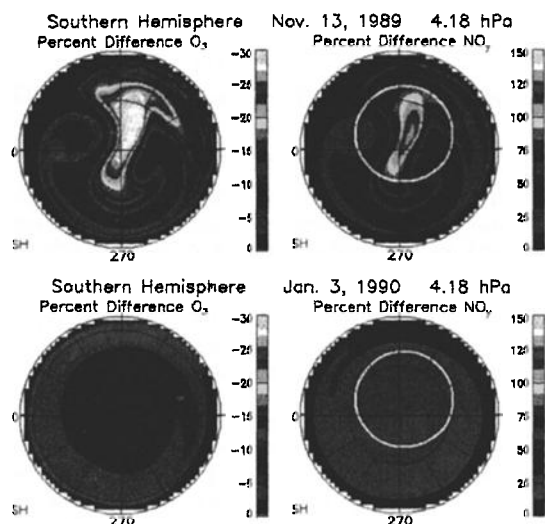 Southern Hemisphere Nov. 13, 1989 4.18 hPa
Percent Difference O₃ Percent Difference NOᵧ
-30 150
-25 125
-20 100
-15 75
-10 50
-5 25
0 0
0 0
SH 270 SH 270
Southern Hemisphere Jan. 3, 1990 4.18 hPa
Percent Difference O₃ Percent Difference NOᵧ
-30 150
-25 125
-20 100
-15 75
-10 50
-5 25
0 0
0 0
SH 270 SH 270